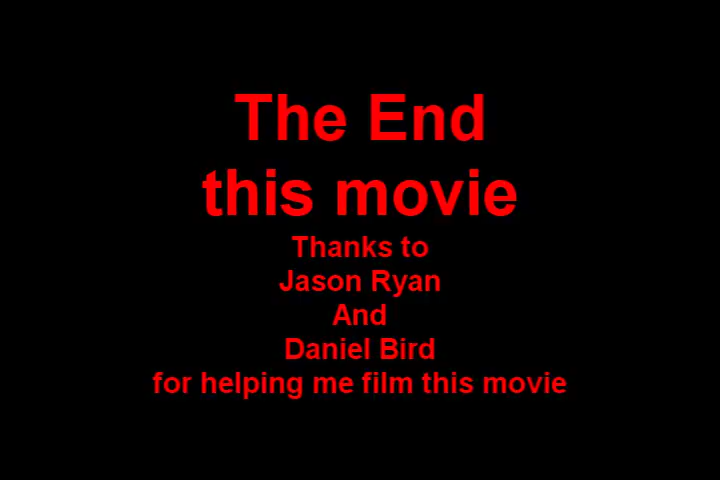 The End
this movie
Thanks to
Jason Ryan
And
Daniel Bird
for helping me film this movie